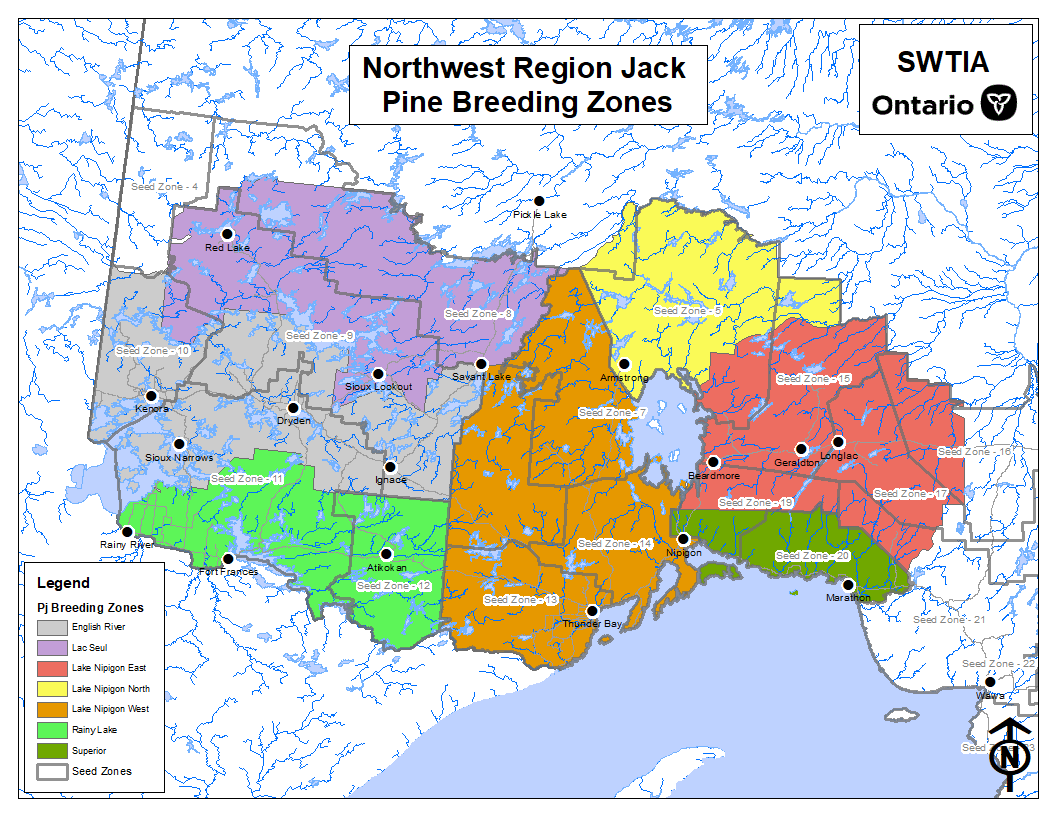 Northwest Region Jack
Pine Breeding Zones
SWTIA
Ontario
Seed Zone - 4
Pickle Lake
Red Lake
Seed Zone - 8
Seed Zone - 5
Seed Zone - 9
Seed Zone - 10
Savant Lake
Armstrong
Seed Zone - 15
Sioux Lookout
Kenora
Dryden
Seed Zone - 7
Sioux Narrows
Geraldton
Longlac
Seed Zone - 16
Seed Zone - 11
Ignace
Beardmore
Seed Zone - 17
Seed Zone - 19
Rainy River
Seed Zone - 14
Nipigon
Seed Zone - 20
Fort Frances
Atikokan
Seed Zone - 12
Seed Zone - 13
Marathon
Thunder Bay
Seed Zone - 21
Seed Zone - 22
Wawa
Seed Zone - 23
N
Legend
Pj Breeding Zones
English River
Lac Seul
Lake Nipigon East
Lake Nipigon North
Lake Nipigon West
Rainy Lake
Superior
Seed Zones